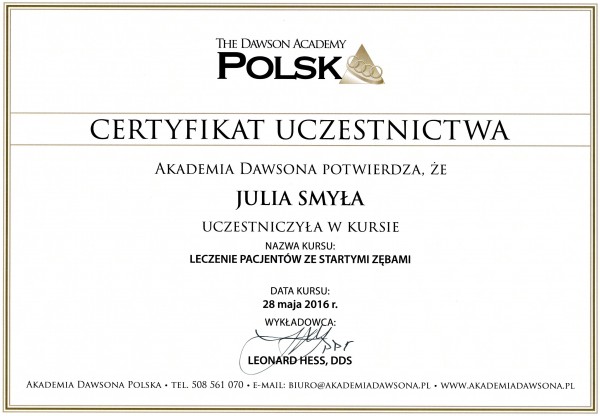 THE DAWSON ACADEMY
POLSK
CERTYFIKAT UCZESTNICTWA
AKADEMIA DAWSONA POTWIERDZA, ŻE
JULIA SMYŁA
UCZESTNICZYŁA W KURSIE
NAZWA KURSU:
LECZENIE PACJENTÓW ZE STARTYMI ZĘBAMI
DATA KURSU:
28 maja 2016 r.
WYKŁADOWCA:
LEONARD HESS, DDS
AKADEMIA DAWSONA POLSKA • TEL. 508 561 070 • E-MAIL: BIURO@AKADEMIADAWSONA.PL • WWW.AKADEMIADAWSONA.PL